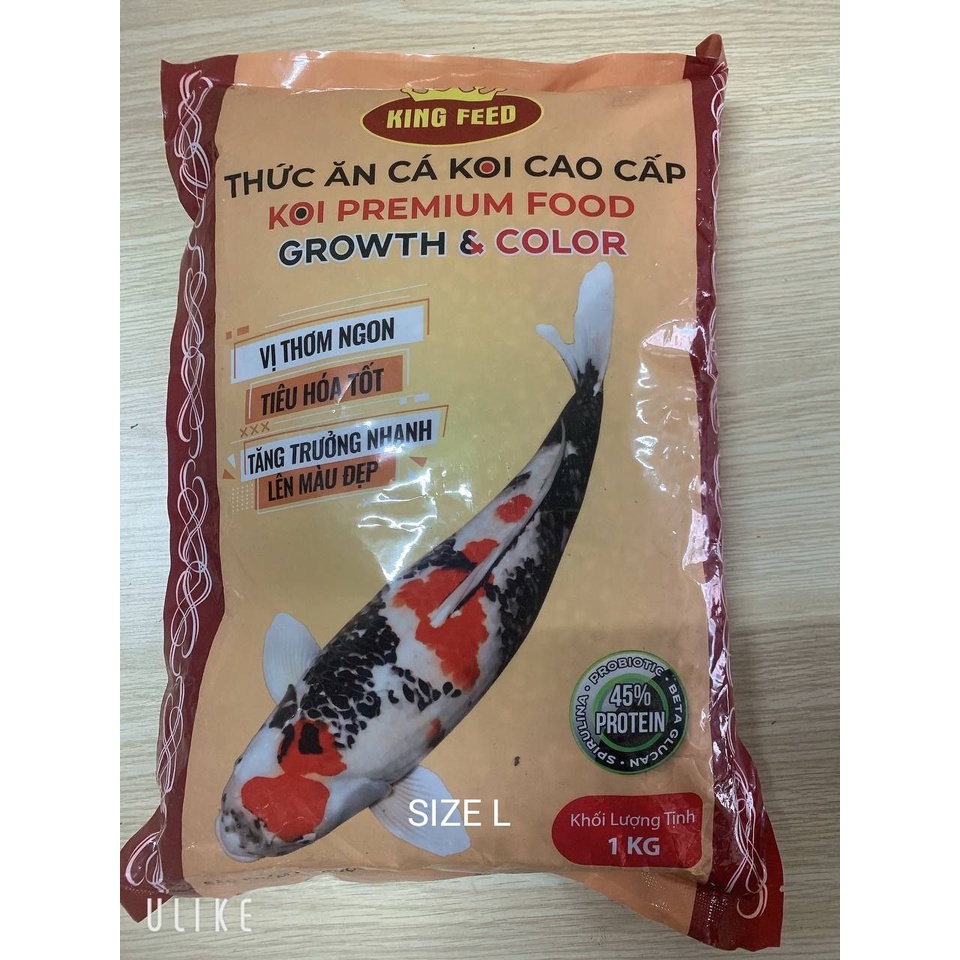 KING FEED
THỨC ĂN CÁ KOI CAO CẤP
KOI PREMIUM FOOD
GROWTH & COLOR
VỊ THƠM NGON
TIÊU HÓA TỐT
XXX
TĂNG TRƯỞNG NHANH
LÊN MÀU ĐẸP
SPIRULINA • PROBIOTIC • BETA GLUCAN •
45%
PROTEIN
SIZE L
Khối Lượng Tịnh
1 KG
ULIKE